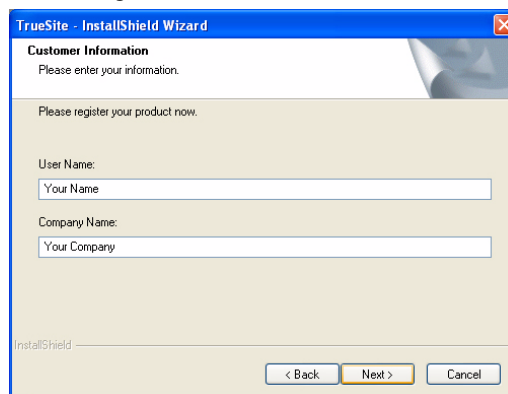 TrueSite - InstallShield Wizard
Customer Information
Please enter your information.
Please register your product now.
User Name:
Your Name
Company Name:
Your Company
InstallShield
< Back Next > Cancel